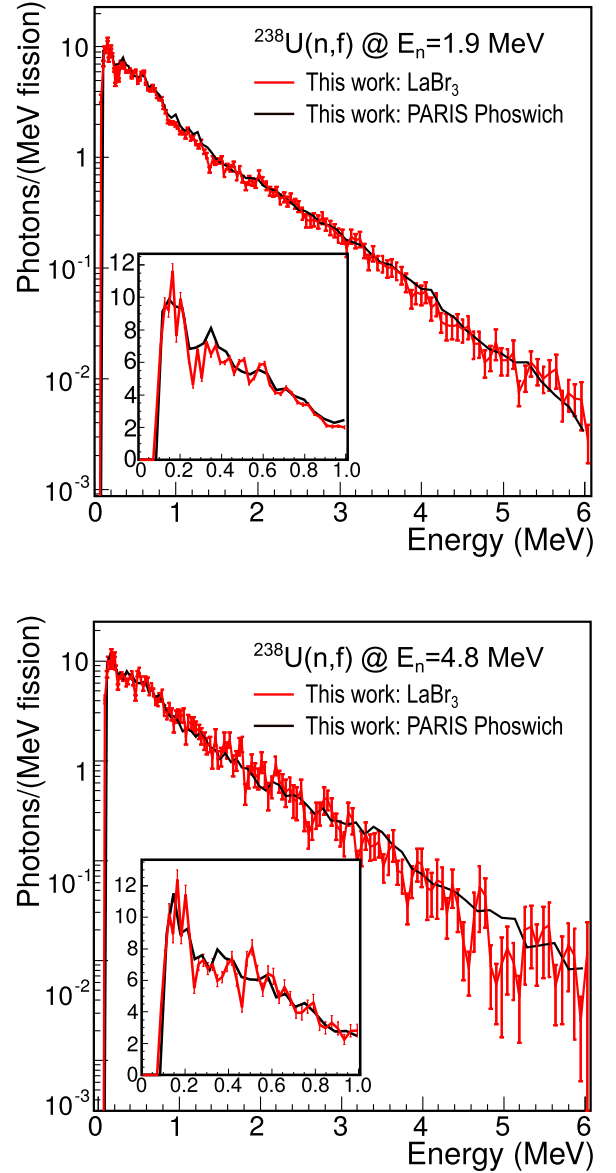 ²³⁸U(n,f) @ Eₙ=1.9 MeV
This work: LaBr₃
This work: PARIS Phoswich
Photons/(MeV fission)
10
1
10⁻¹
10⁻²
10⁻³
12
10
8
6
4
2
0
0 0.2 0.4 0.6 0.8 1.0
0 1 2 3 4 5 6
Energy (MeV)
²³⁸U(n,f) @ Eₙ=4.8 MeV
This work: LaBr₃
This work: PARIS Phoswich
Photons/(MeV fission)
10
1
10⁻¹
10⁻²
10⁻³
12
10
8
6
4
2
0
0 0.2 0.4 0.6 0.8 1.0
0 1 2 3 4 5 6
Energy (MeV)